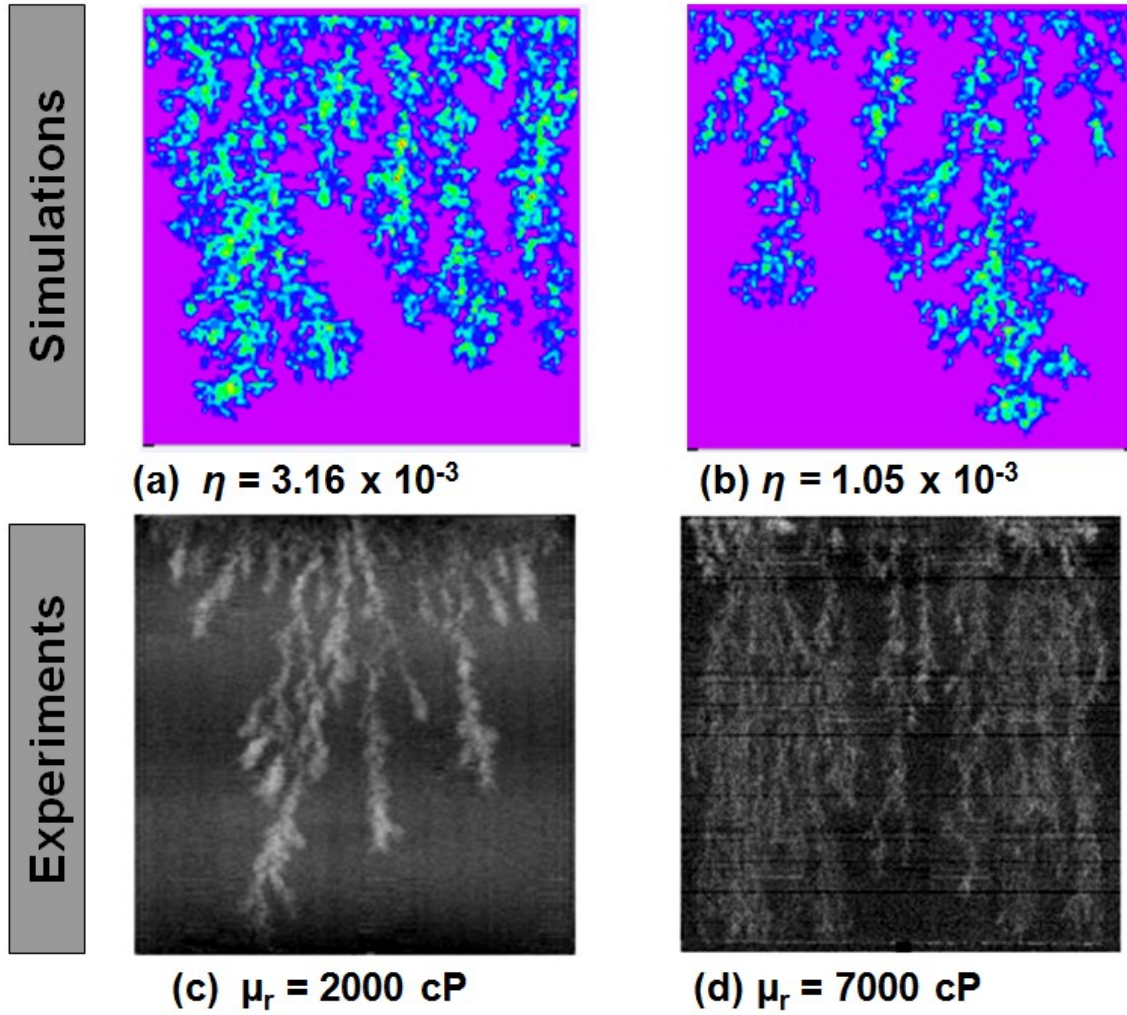 Simulations
(a) η = 3.16 x 10⁻³
(b) η = 1.05 x 10⁻³
Experiments
(c) μᵣ = 2000 cP
(d) μᵣ = 7000 cP